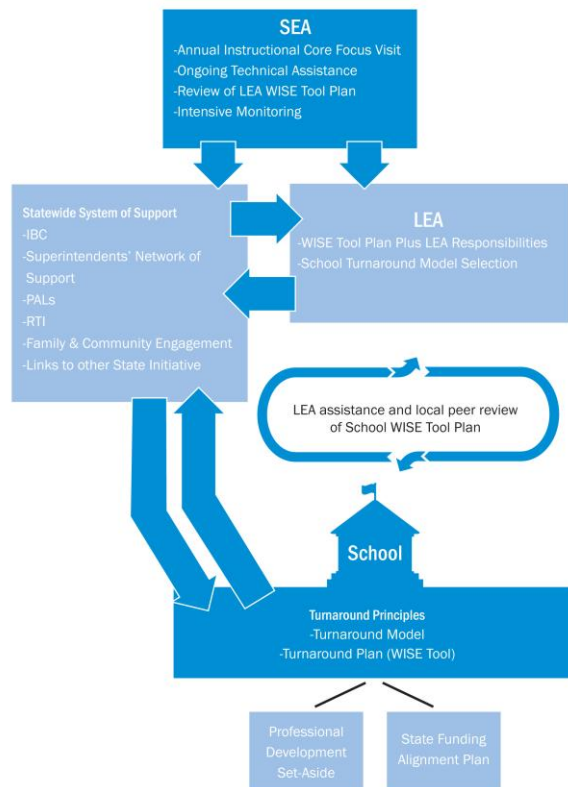 SEA
-Annual Instructional Core Focus Visit
-Ongoing Technical Assistance
-Review of LEA WISE Tool Plan
-Intensive Monitoring
Statewide System of Support
-IBC
-Superintendents' Network of
Support
-PALs
-RTI
-Family & Community Engagement
-Links to other State Initiative
LEA
-WISE Tool Plan Plus LEA Responsibilities
-School Turnaround Model Selection
LEA assistance and local peer review
of School WISE Tool Plan
School
Turnaround Principles
-Turnaround Model
-Turnaround Plan (WISE Tool)
Professional
Development
Set-Aside
State Funding
Alignment Plan